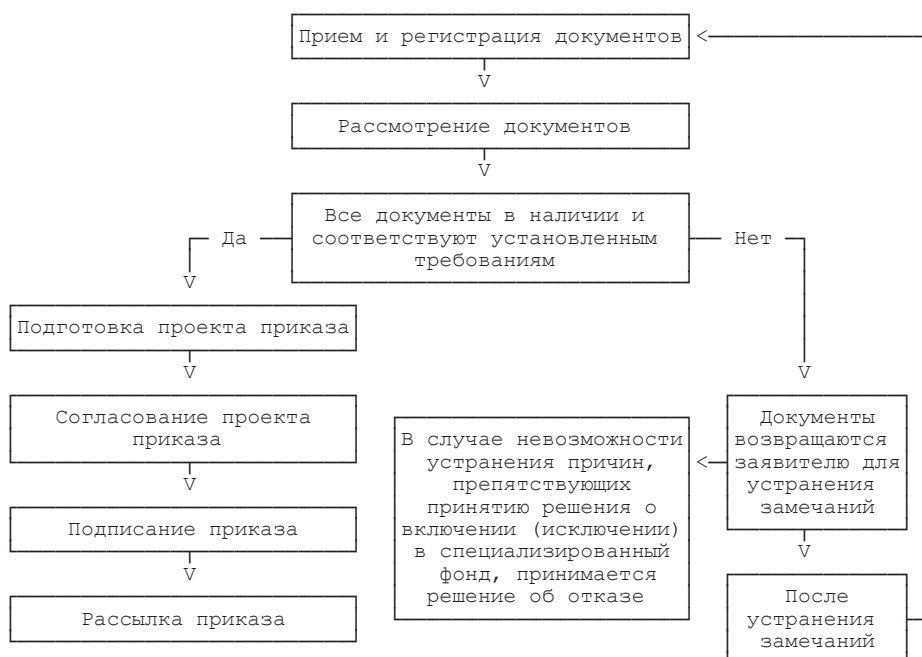 Прием и регистрация документов
Рассмотрение документов
Все документы в наличии и
соответствуют установленным
требованиям
Да
Нет
Подготовка проекта приказа
Согласование проекта
приказа
Подписание приказа
Рассылка приказа
В случае невозможности
устранения причин,
препятствующих
принятию решения о
включении (исключении)
в специализированный
фонд, принимается
решение об отказе
Документы
возвращаются
заявителю для
устранения
замечаний
После
устранения
замечаний